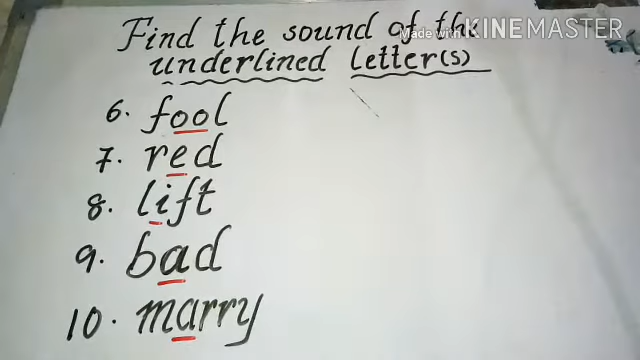 Find the sound of the
underlined letter(s)
Made with KINEMASTER
6. fool
7. red
8. lift
9. bad
10. marry